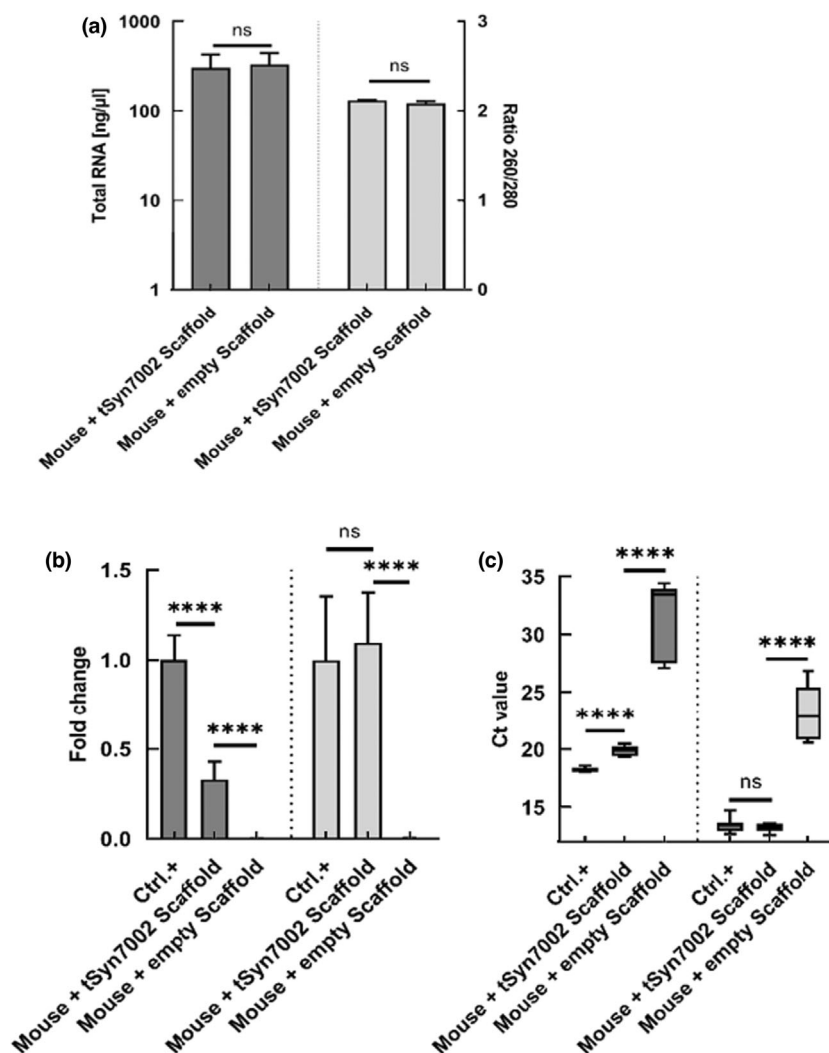 (a)
1000
100
10
1
Total RNA [ng/µl]
ns
ns
3
2
1
0
Ratio 260/280
Mouse + tSyn7002 Scaffold
Mouse + empty Scaffold
Mouse + tSyn7002 Scaffold
Mouse + empty Scaffold
(b)
1.5
1.0
0.5
0.0
Fold change
****
****
ns
****
Ctrl.+
Mouse + tSyn7002 Scaffold
Mouse + empty Scaffold
Ctrl.+
Mouse + tSyn7002 Scaffold
Mouse + empty Scaffold
(c)
35
30
25
20
15
Ct value
****
****
ns
****
Ctrl.+
Mouse + tSyn7002 Scaffold
Mouse + empty Scaffold
Ctrl.+
Mouse + tSyn7002 Scaffold
Mouse + empty Scaffold